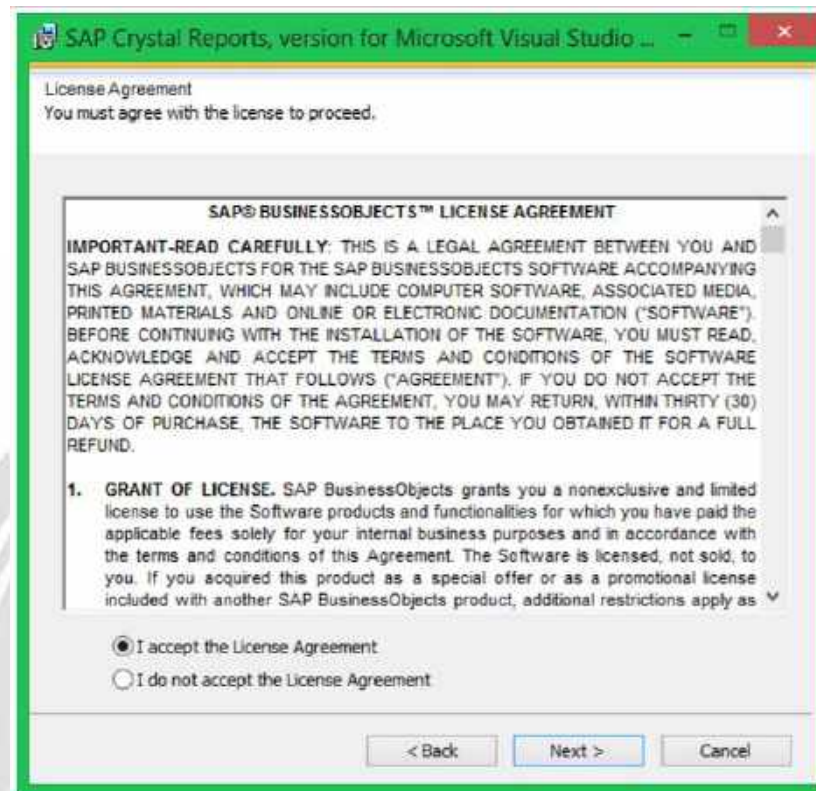 SAP Crystal Reports, version for Microsoft Visual Studio ...
License Agreement
You must agree with the license to proceed.
SAP® BUSINESSOBJECTS™ LICENSE AGREEMENT
IMPORTANT-READ CAREFULLY: THIS IS A LEGAL AGREEMENT BETWEEN YOU AND
SAP BUSINESSOBJECTS FOR THE SAP BUSINESSOBJECTS SOFTWARE ACCOMPANYING
THIS AGREEMENT, WHICH MAY INCLUDE COMPUTER SOFTWARE, ASSOCIATED MEDIA,
PRINTED MATERIALS AND ONLINE OR ELECTRONIC DOCUMENTATION ("SOFTWARE").
BEFORE CONTINUING WITH THE INSTALLATION OF THE SOFTWARE, YOU MUST READ,
ACKNOWLEDGE AND ACCEPT THE TERMS AND CONDITIONS OF THE SOFTWARE
LICENSE AGREEMENT THAT FOLLOWS ("AGREEMENT"). IF YOU DO NOT ACCEPT THE
TERMS AND CONDITIONS OF THE AGREEMENT, YOU MAY RETURN, WITHIN THIRTY (30)
DAYS OF PURCHASE, THE SOFTWARE TO THE PLACE YOU OBTAINED IT FOR A FULL
REFUND.
1. GRANT OF LICENSE. SAP BusinessObjects grants you a nonexclusive and limited
license to use the Software products and functionalities for which you have paid the
applicable fees solely for your internal business purposes and in accordance with
the terms and conditions of this Agreement. The Software is licensed, not sold, to
you. If you acquired this product as a special offer or as a promotional license
included with another SAP BusinessObjects product, additional restrictions apply as
I accept the License Agreement
I do not accept the License Agreement
< Back
Next >
Cancel